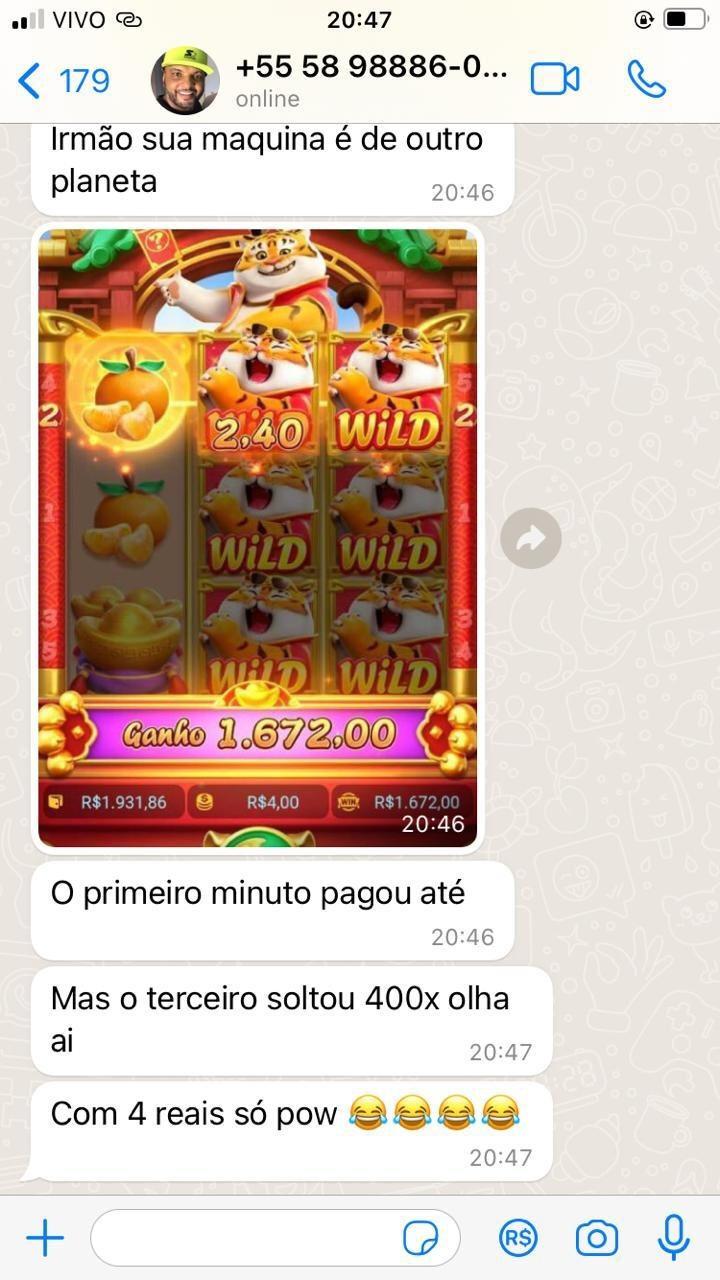 VIVO 20:47
179 +55 58 98886-0...
online
Irmão sua maquina é de outro
planeta
20:46
2 2,40 WILD 2
1 WILD WILD 1
3 WILD WILD 3
5 4
Ganho 1.672,00
R$1.931,86 R$4,00 WIN R$1.672,00
20:46
O primeiro minuto pagou até
20:46
Mas o terceiro soltou 400x olha
ai
20:47
Com 4 reais só pow 😂😂😂😂
20:47
R$